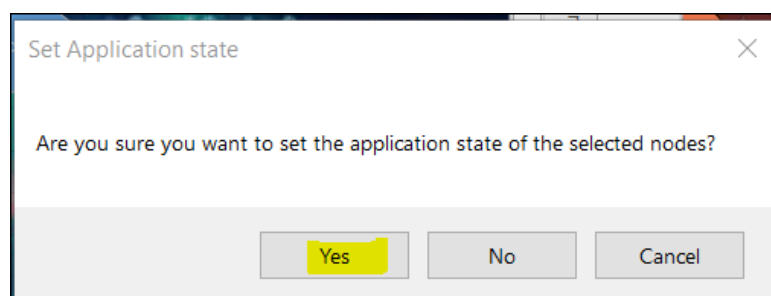 Set Application state
Are you sure you want to set the application state of the selected nodes?
Yes No Cancel